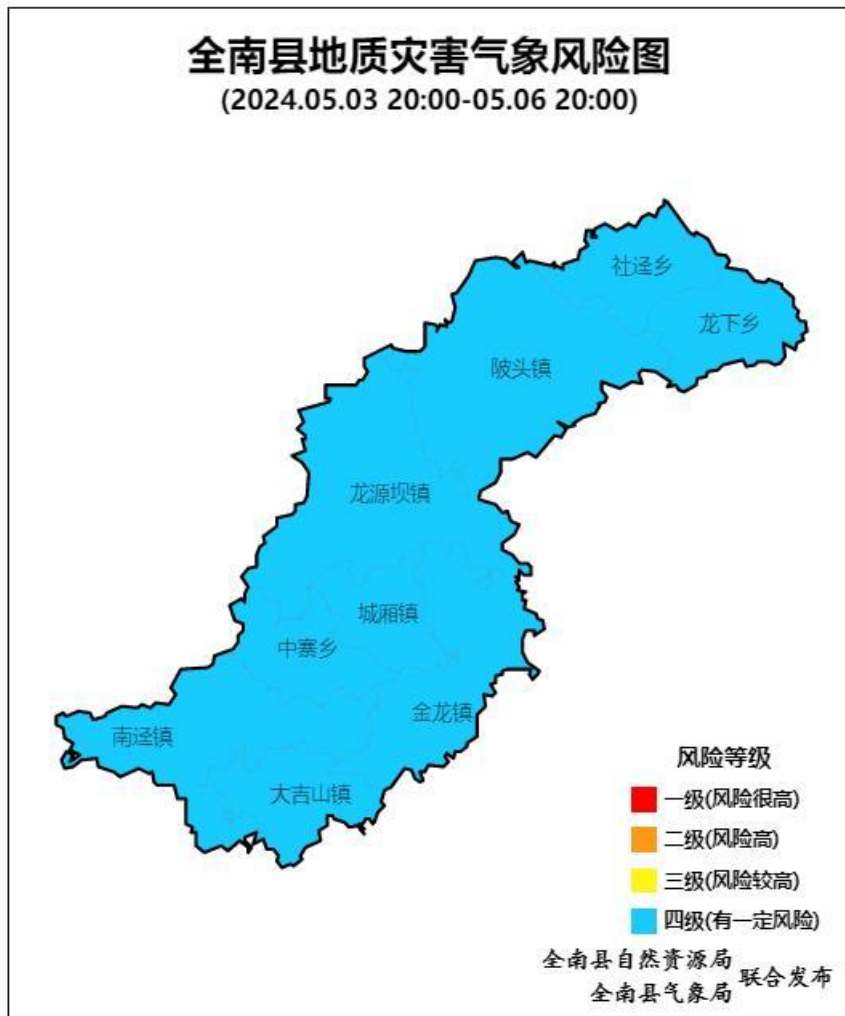 全南县地质灾害气象风险图
(2024.05.03 20:00-05.06 20:00)
社迳乡
龙下乡
陂头镇
龙源坝镇
城厢镇
中寨乡
金龙镇
南迳镇
大吉山镇
风险等级
一级(风险很高)
二级(风险高)
三级(风险较高)
四级(有一定风险)
全南县自然资源局
全南县气象局
联合发布